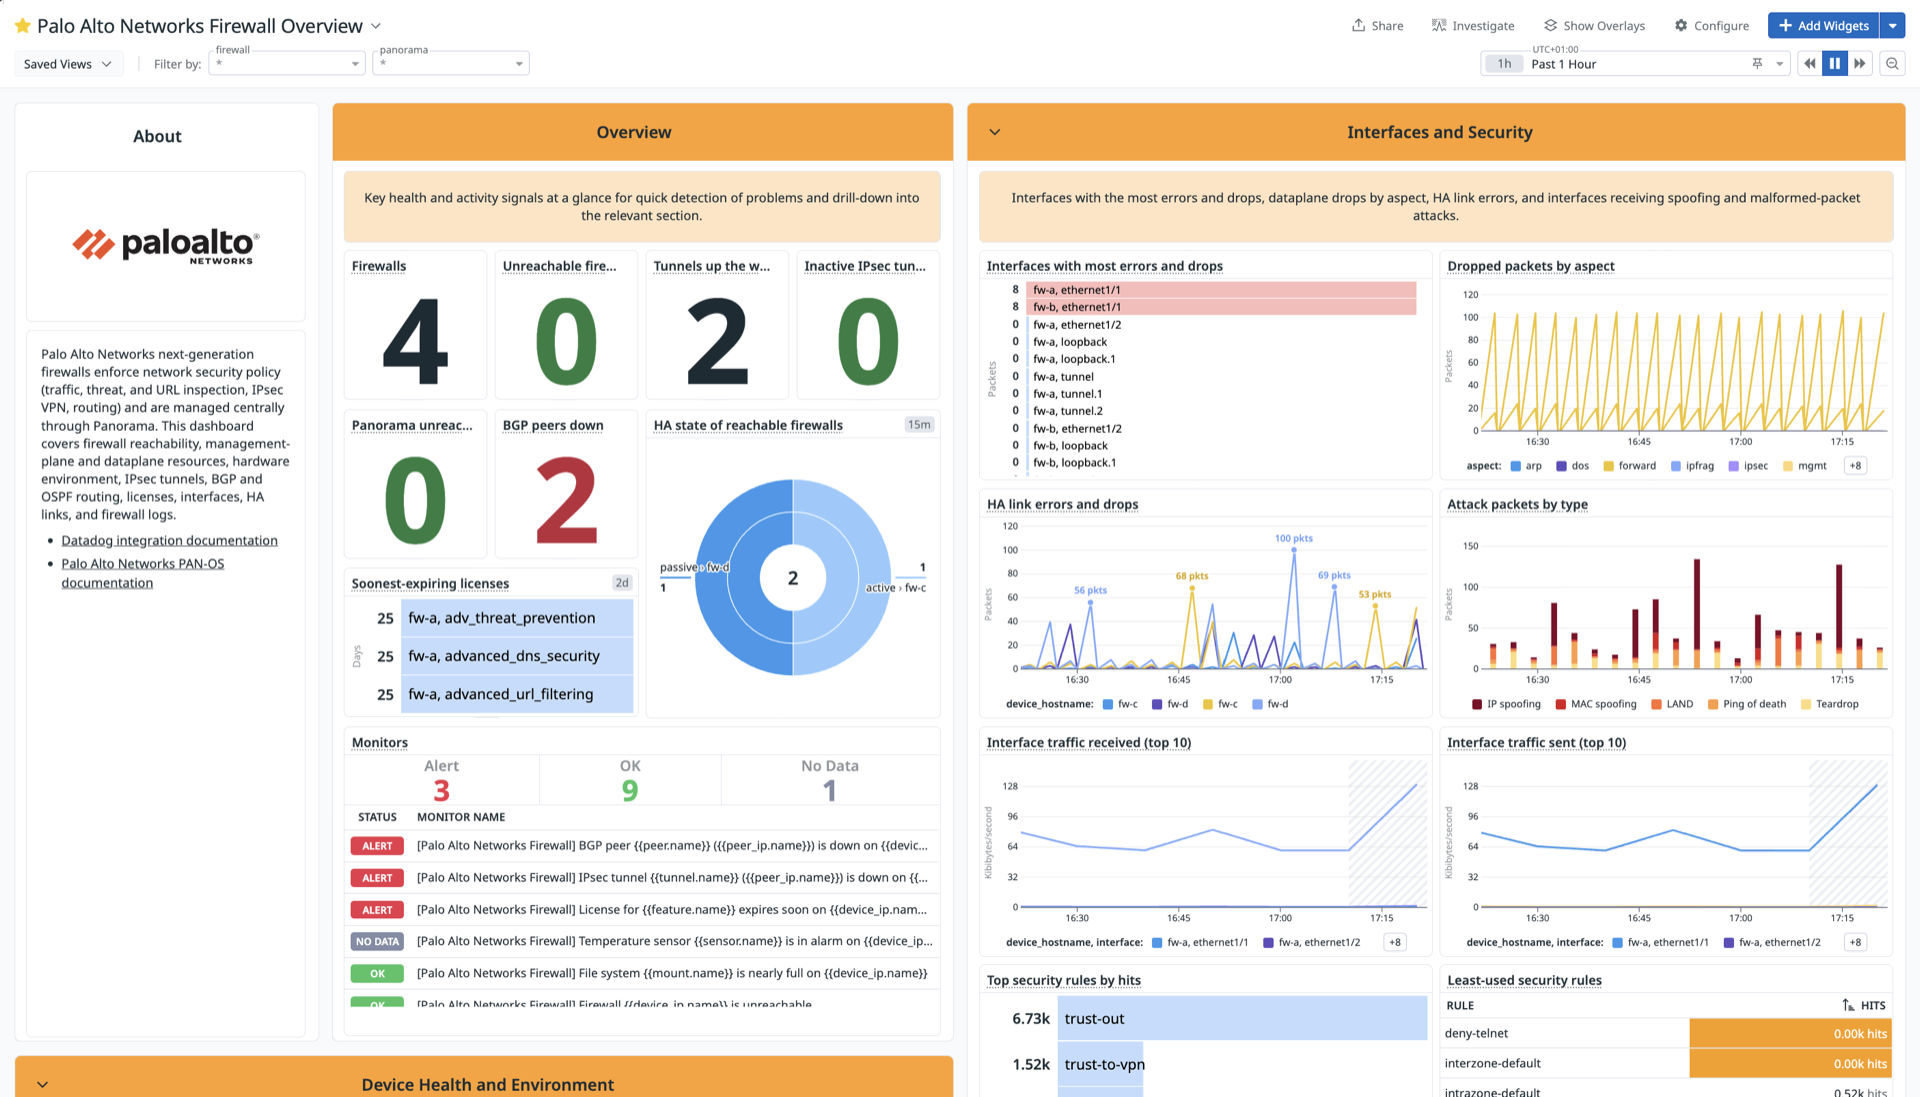 Palo Alto Networks Firewall Overview
Share
Investigate
Show Overlays
Configure
Add Widgets
Saved Views
Filter by:
firewall
*
panorama
*
UTC+01:00
1h
Past 1 Hour
About
paloalto®
NETWORKS
Palo Alto Networks next-generation
firewalls enforce network security policy
(traffic, threat, and URL inspection, IPsec
VPN, routing) and are managed centrally
through Panorama. This dashboard
covers firewall reachability, management-
plane and dataplane resources, hardware
environment, IPsec tunnels, BGP and
OSPF routing, licenses, interfaces, HA
links, and firewall logs.
• Datadog integration documentation
• Palo Alto Networks PAN-OS
documentation
Overview
Key health and activity signals at a glance for quick detection of problems and drill-down into
the relevant section.
Firewalls
4
Unreachable fire...
0
Tunnels up the w...
2
Inactive IPsec tun...
0
Panorama unreac...
0
BGP peers down
2
HA state of reachable firewalls
15m
passive › fw-d
1
2
1
active › fw-c
Soonest-expiring licenses
2d
Days
25 fw-a, adv_threat_prevention
25 fw-a, advanced_dns_security
25 fw-a, advanced_url_filtering
Monitors
Alert
3
OK
9
No Data
1
STATUS MONITOR NAME
ALERT [Palo Alto Networks Firewall] BGP peer {{peer.name}} ({{peer_ip.name}}) is down on {{devic...
ALERT [Palo Alto Networks Firewall] IPsec tunnel {{tunnel.name}} ({{peer_ip.name}}) is down on {{...
ALERT [Palo Alto Networks Firewall] License for {{feature.name}} expires soon on {{device_ip.nam...
NO DATA [Palo Alto Networks Firewall] Temperature sensor {{sensor.name}} is in alarm on {{device_ip...
OK [Palo Alto Networks Firewall] File system {{mount.name}} is nearly full on {{device_ip.name}}
OK [Palo Alto Networks Firewall] Firewall {{device_ip.name}} is unreachable
Device Health and Environment
Interfaces and Security
Interfaces with the most errors and drops, dataplane drops by aspect, HA link errors, and interfaces receiving spoofing and malformed-packet
attacks.
Interfaces with most errors and drops
Packets
8 fw-a, ethernet1/1
8 fw-b, ethernet1/1
0 fw-a, ethernet1/2
0 fw-a, loopback
0 fw-a, loopback.1
0 fw-a, tunnel
0 fw-a, tunnel.1
0 fw-a, tunnel.2
0 fw-b, ethernet1/2
0 fw-b, loopback
0 fw-b, loopback.1
Dropped packets by aspect
Packets
120
100
80
60
40
20
0
16:30 16:45 17:00 17:15
aspect: arp dos forward ipfrag ipsec mgmt +8
HA link errors and drops
Packets
120
100
80
60
40
20
0
56 pkts
68 pkts
100 pkts
69 pkts
53 pkts
16:30 16:45 17:00 17:15
device_hostname: fw-c fw-d fw-c fw-d
Attack packets by type
150
100
50
0
Packets
16:30 16:45 17:00 17:15
IP spoofing MAC spoofing LAND Ping of death Teardrop
Interface traffic received (top 10)
Kibibytes/second
128
96
64
32
0
16:30 16:45 17:00 17:15
device_hostname, interface: fw-a, ethernet1/1 fw-a, ethernet1/2 +8
Interface traffic sent (top 10)
Kibibytes/second
128
96
64
32
0
16:30 16:45 17:00 17:15
device_hostname, interface: fw-a, ethernet1/1 fw-a, ethernet1/2 +8
Top security rules by hits
6.73k trust-out
1.52k trust-to-vpn
Least-used security rules
RULE HITS
deny-telnet 0.00k hits
interzone-default 0.00k hits
intrazone-default 0.52k hits